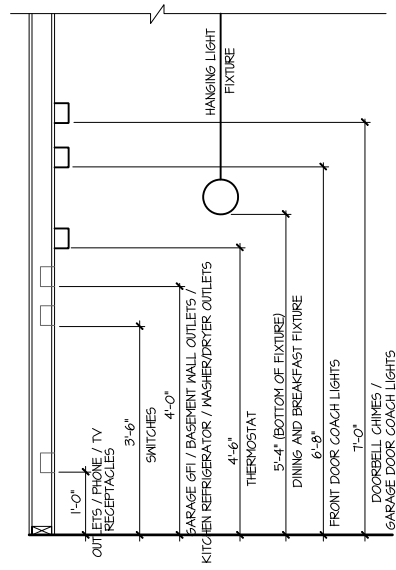 HANGING LIGHT
FIXTURE
1'-0"
OUTLETS / PHONE / TV
RECEPTACLES
3'-6"
SWITCHES
4'-0"
GARAGE GFI / BASEMENT WALL OUTLETS /
KITCHEN REFRIGERATOR / WASHER/DRYER OUTLETS
4'-6"
THERMOSTAT
5'-4" (BOTTOM OF FIXTURE)
DINING AND BREAKFAST FIXTURE
6'-8"
FRONT DOOR COACH LIGHTS
7'-0"
DOORBELL CHIMES /
GARAGE DOOR COACH LIGHTS